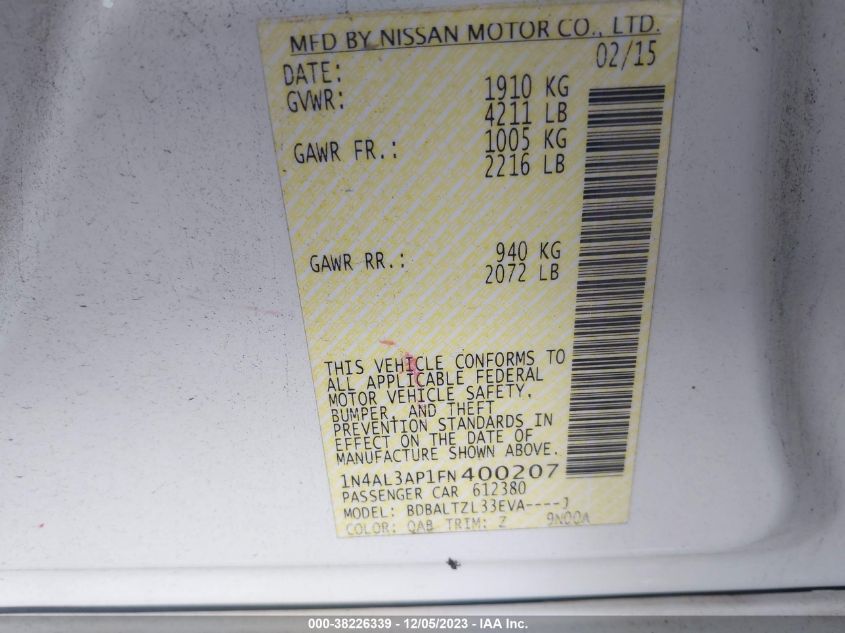 MFD BY NISSAN MOTOR CO., LTD.
DATE: 02/15
GVWR: 1910 KG
4211 LB
GAWR FR.: 1005 KG
2216 LB
GAWR RR.: 940 KG
2072 LB
THIS VEHICLE CONFORMS TO
ALL APPLICABLE FEDERAL
MOTOR VEHICLE SAFETY,
BUMPER, AND THEFT
PREVENTION STANDARDS IN
EFFECT ON THE DATE OF
MANUFACTURE SHOWN ABOVE.
1N4AL3AP1FN400207
PASSENGER CAR 612380
MODEL: BDBALTZL33EVA----J
COLOR: QAB TRIM: Z 9N00A
000-38226339 - 12/05/2023 - IAA Inc.